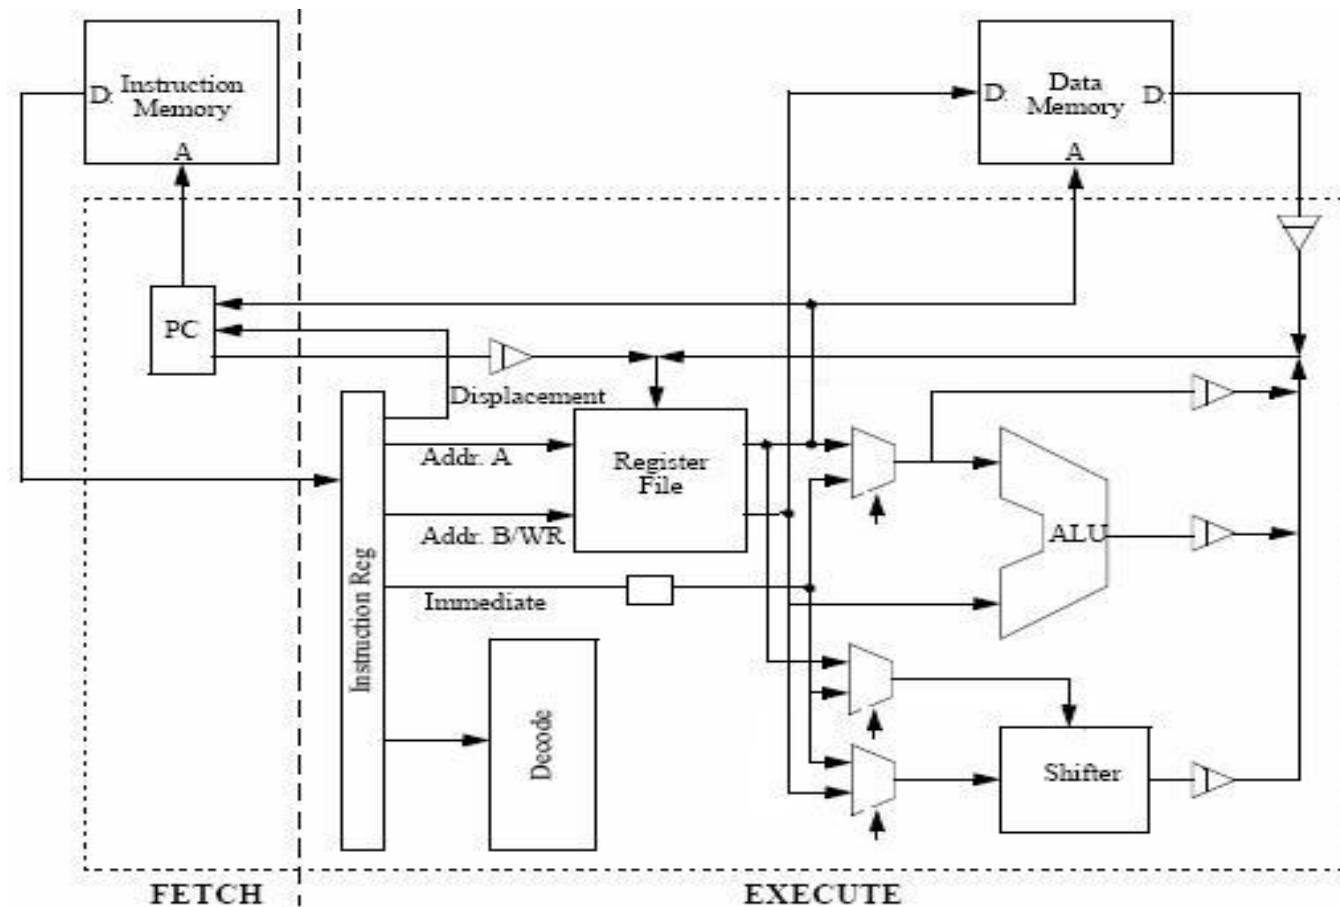 Instruction
D:
Memory
A
Data
D:
D:
Memory
A
PC
Displacement
Addr. A
Register
File
Addr. B/WR
ALU
Instruction Reg
Immediate
Decode
Shifter
FETCH
EXECUTE